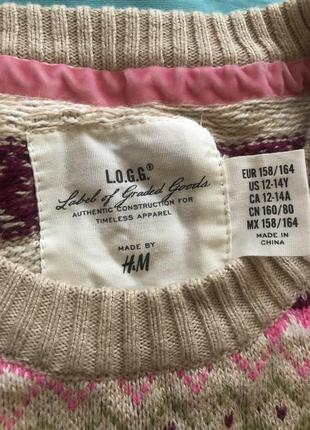 L.O.G.G.®
Label of Graded Goods
AUTHENTIC CONSTRUCTION FOR
TIMELESS APPAREL
MADE BY
H&M
EUR 158/164
US 12-14Y
CA 12-14A
CN 160/80
MX 158/164
MADE IN
CHINA